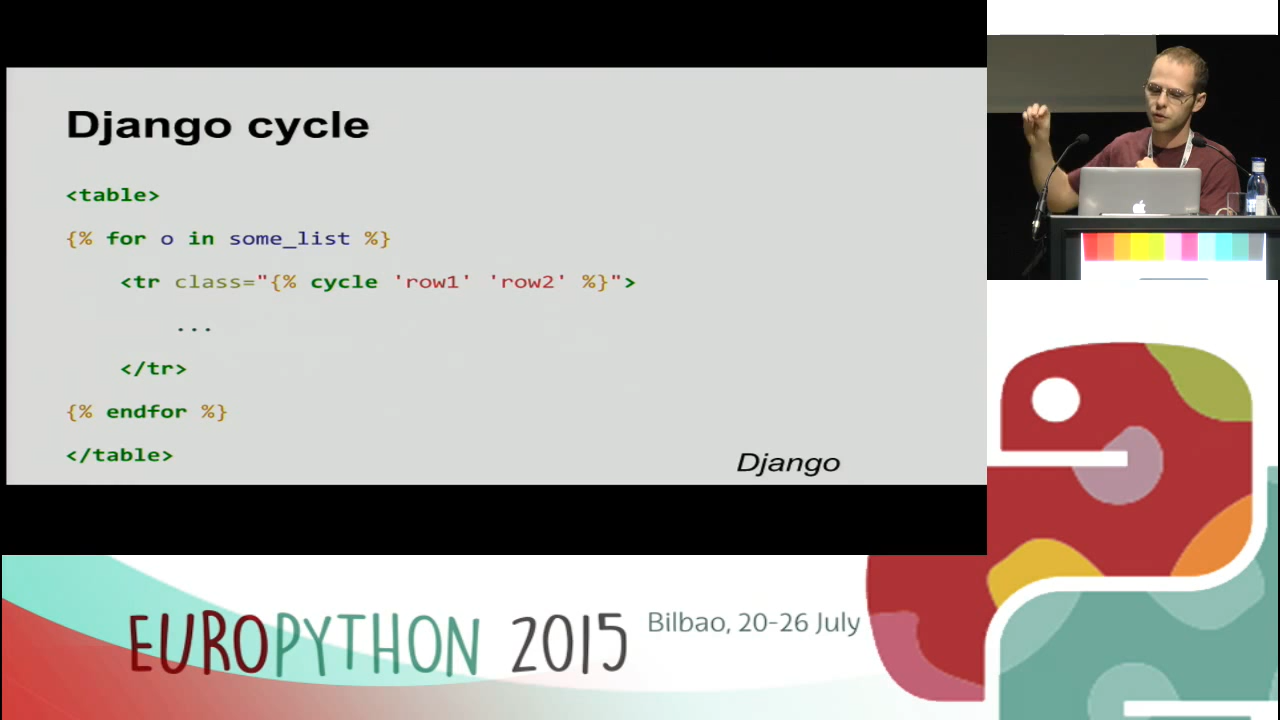 Django cycle
<table>
{% for o in some_list %}
<tr class="{% cycle 'row1' 'row2' %}">
...
</tr>
{% endfor %}
</table>
Django
EUROPYTHON 2015
Bilbao, 20-26 July